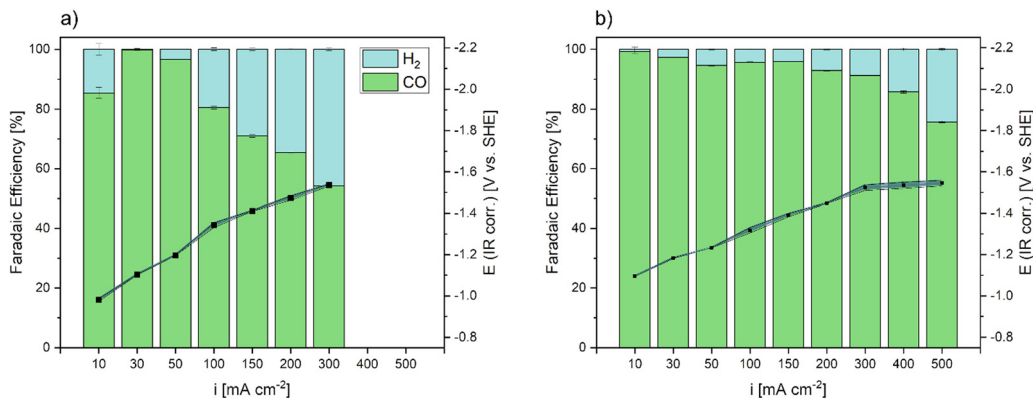 a)
Faradaic Efficiency [%]
100
80
60
40
20
0
H₂
CO
-2.2
-2.0
-1.8
-1.6
-1.4
-1.2
-1.0
-0.8
E (IR corr.) [V vs. SHE]
10 30 50 100 150 200 300 400 500
i [mA cm⁻²]
b)
Faradaic Efficiency [%]
100
80
60
40
20
0
-2.2
-2.0
-1.8
-1.6
-1.4
-1.2
-1.0
-0.8
E (IR corr.) [V vs. SHE]
10 30 50 100 150 200 300 400 500
i [mA cm⁻²]